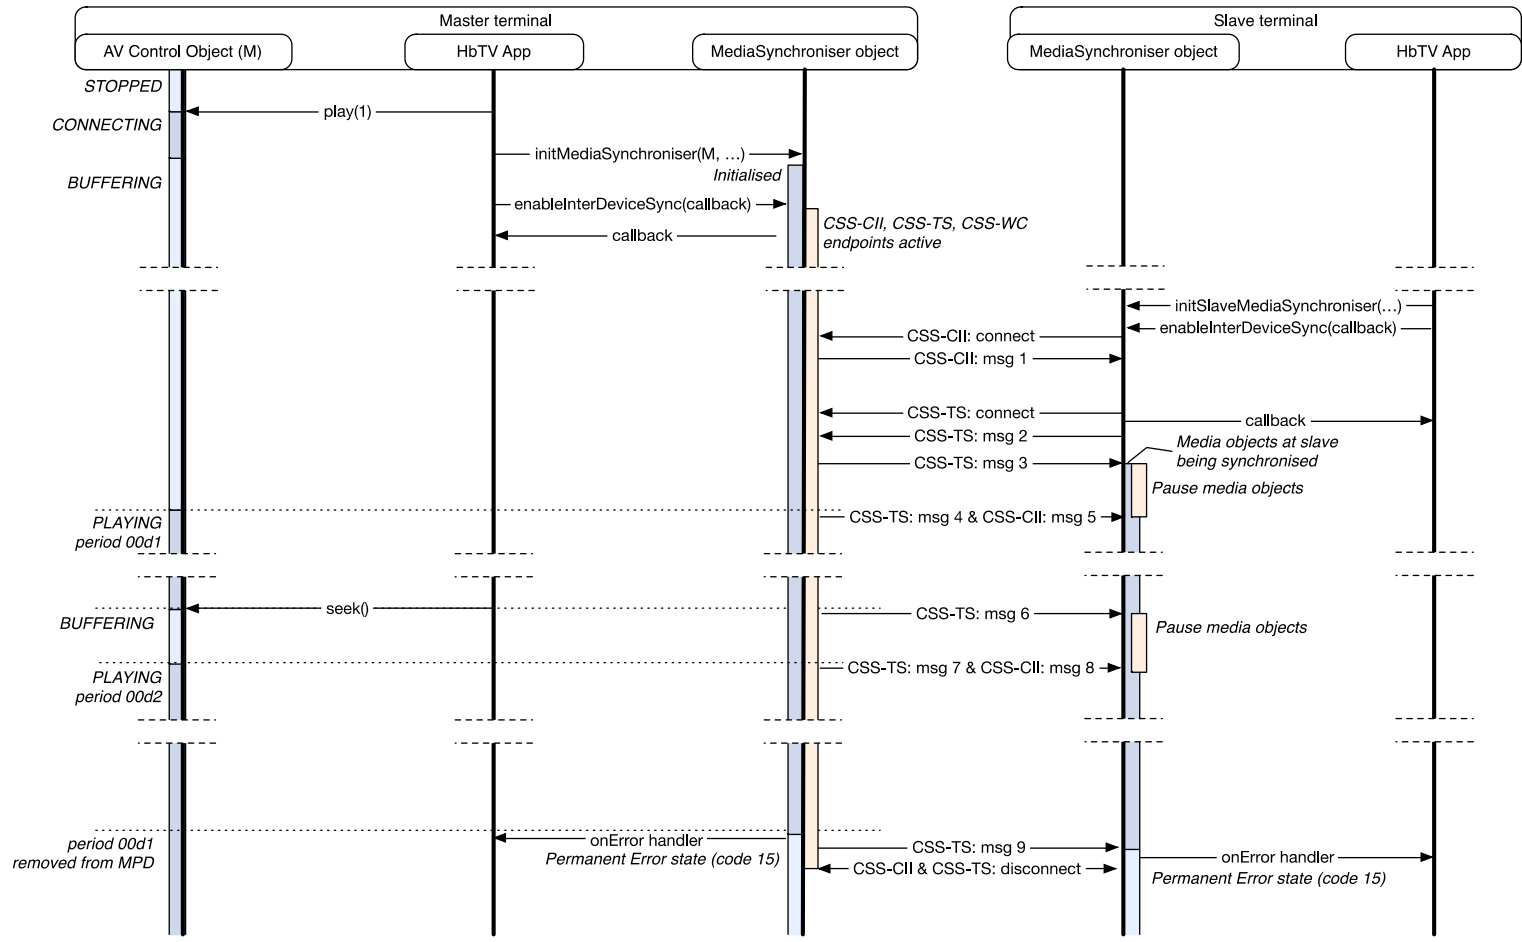 Master terminal
Slave terminal
AV Control Object (M)
HbTV App
MediaSynchroniser object
MediaSynchroniser object
HbTV App
STOPPED
play(1)
CONNECTING
initMediaSynchroniser(M, …)
Initialised
BUFFERING
enableInterDeviceSync(callback)
CSS-CII, CSS-TS, CSS-WC
endpoints active
callback
initSlaveMediaSynchroniser(…)
enableInterDeviceSync(callback)
CSS-CII: connect
CSS-CII: msg 1
CSS-TS: connect
callback
CSS-TS: msg 2
Media objects at slave
being synchronised
CSS-TS: msg 3
Pause media objects
PLAYING
period 00d1
CSS-TS: msg 4 & CSS-CII: msg 5
seek()
CSS-TS: msg 6
BUFFERING
Pause media objects
CSS-TS: msg 7 & CSS-CII: msg 8
PLAYING
period 00d2
period 00d1
removed from MPD
onError handler
Permanent Error state (code 15)
CSS-TS: msg 9
CSS-CII & CSS-TS: disconnect
onError handler
Permanent Error state (code 15)